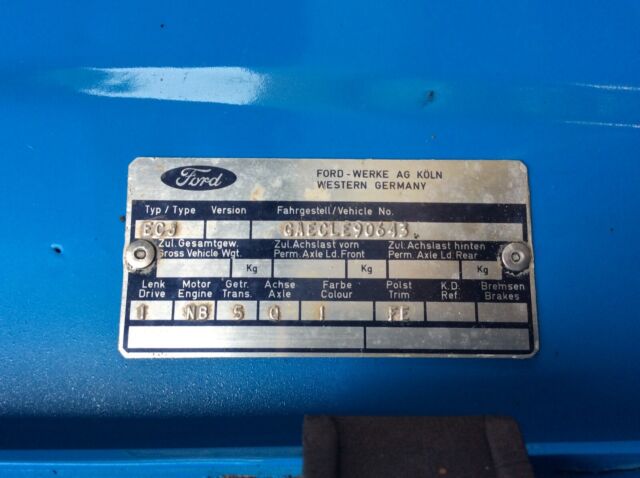 Ford
FORD-WERKE AG KÖLN
WESTERN GERMANY
Typ / Type Version Fahrgestell/Vehicle No.
ECJ GAECLE90643.
Zul. Gesamtgew. Zul. Achslast vorn Zul. Achslast hinten
Gross Vehicle Wgt. Perm. Axle Ld. Front Perm. Axle Ld. Rear
Kg Kg Kg
Lenk Motor Getr. Achse Farbe Polst K.D. Bremsen
Drive Engine Trans. Axle Colour Trim Ref. Brakes
1 NB 5 Q I FE